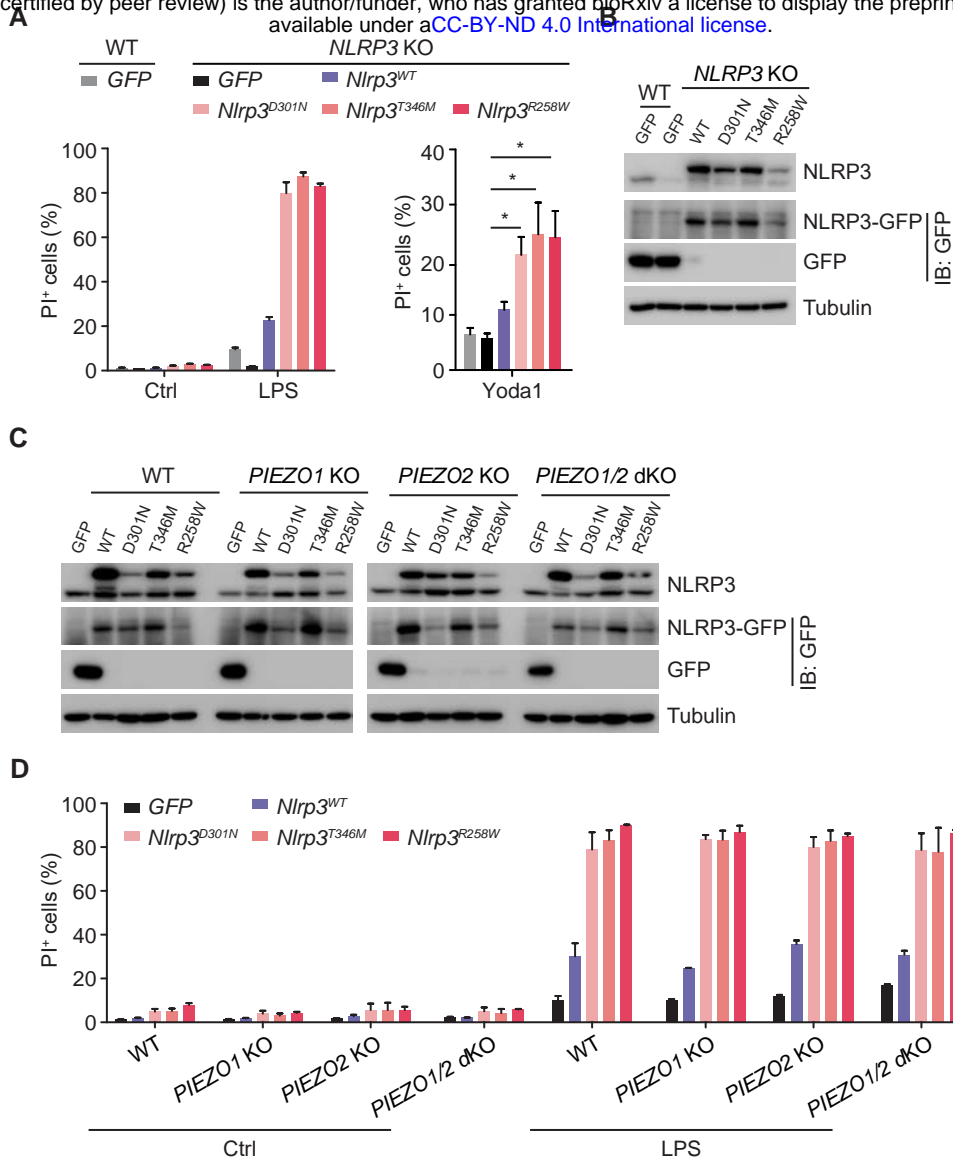 certified by peer review) is the author/funder, who has granted bioRxiv a license to display the preprin
available under aCC-BY-ND 4.0 International license.
A
B
WT
NLRP3 KO
GFP
GFP
Nlrp3WT
Nlrp3D301N
Nlrp3T346M
Nlrp3R258W
PI+ cells (%)
100
80
60
40
20
0
Ctrl
LPS
PI+ cells (%)
40
30
20
10
0
Yoda1
*
*
*
NLRP3 KO
WT
GFP
GFP
WT
D301N
T346M
R258W
NLRP3
NLRP3-GFP
GFP
IB: GFP
Tubulin
C
WT
PIEZO1 KO
PIEZO2 KO
PIEZO1/2 dKO
GFP WT D301N T346M R258W GFP WT D301N T346M R258W GFP WT D301N T346M R258W GFP WT D301N T346M R258W
NLRP3
NLRP3-GFP
GFP
IB: GFP
Tubulin
D
GFP
Nlrp3WT
Nlrp3D301N
Nlrp3T346M
Nlrp3R258W
PI+ cells (%)
100
80
60
40
20
0
WT
PIEZO1 KO
PIEZO2 KO
PIEZO1/2 dKO
WT
PIEZO1 KO
PIEZO2 KO
PIEZO1/2 dKO
Ctrl
LPS